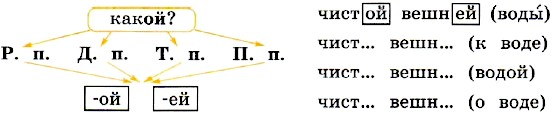 какой?
Р. п. Д. п. Т. п. П. п.
-ой -ей
чистой вешней (воды́)
чист... вешн... (к воде)
чист... вешн... (водой)
чист... вешн... (о воде)